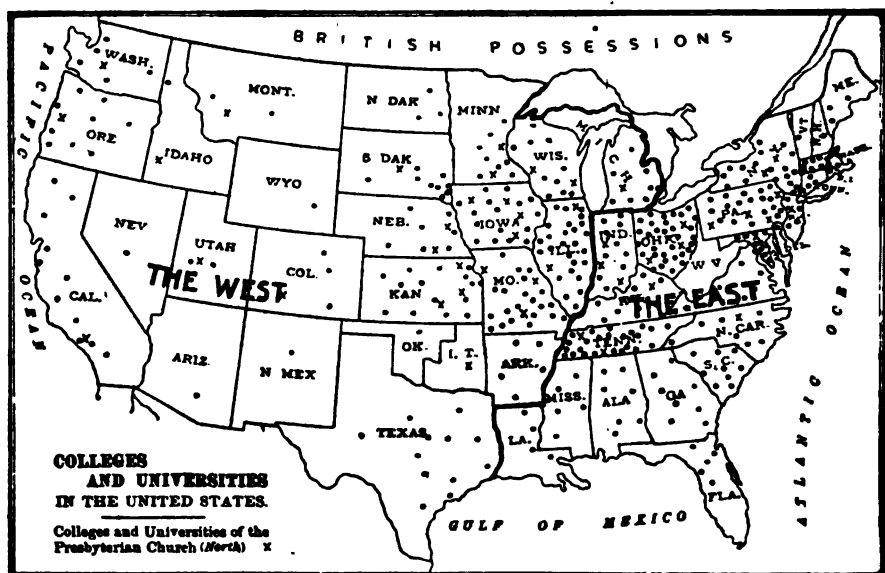 BRITISH POSSESSIONS
PACIFIC
OCEAN
WASH.
MONT.
N DAK
MINN
ME.
ORE
IDAHO
S DAK
WIS.
MICH
VT
N.H.
MASS.
N.Y.
WYO
NEB.
IOWA
PA.
NEV
UTAH
COL.
KAN
MO.
ILL
IND.
OHIO
W V
THE WEST
THE EAST
CAL.
ARIZ.
N MEX
OK.
I. T.
ARK.
TENN.
N. CAR.
S. C.
TEXAS
LA.
MISS.
ALA
GA
FLA.
ATLANTIC OCEAN
GULF OF MEXICO
COLLEGES
AND UNIVERSITIES
IN THE UNITED STATES.
Colleges and Universities of the
Presbyterian Church (North) x